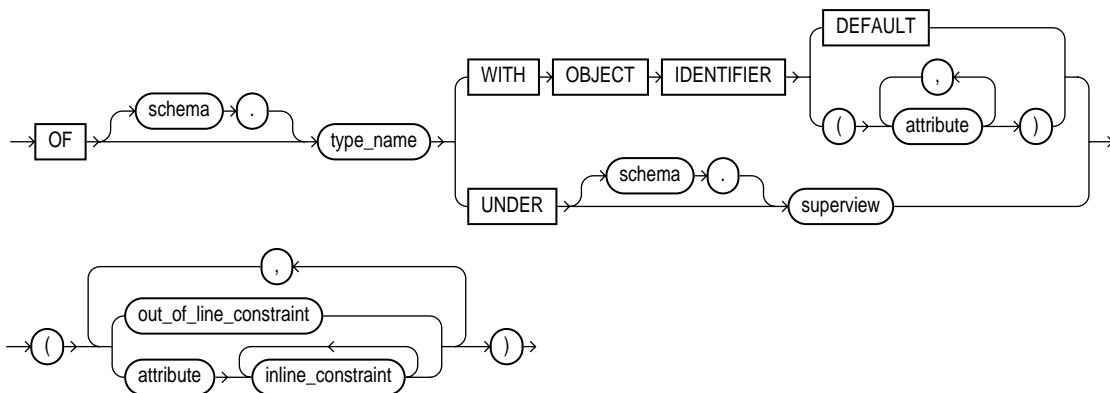 DEFAULT
WITH OBJECT IDENTIFIER
,
schema .
( attribute )
OF type_name
schema .
UNDER superview
,
out_of_line_constraint
( )
attribute inline_constraint